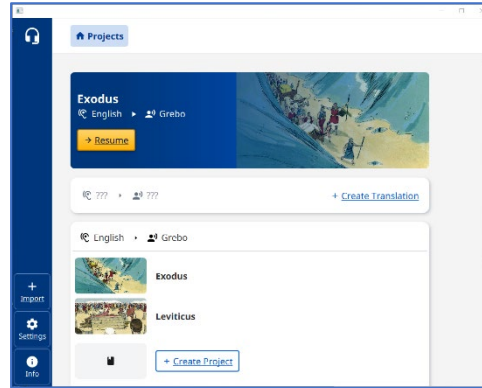 Projects
Exodus
English ▸ Grebo
→ Resume
??? ▸ ???
+ Create Translation
English ▸ Grebo
Exodus
Leviticus
+ Create Project
+
Import
Settings
Info